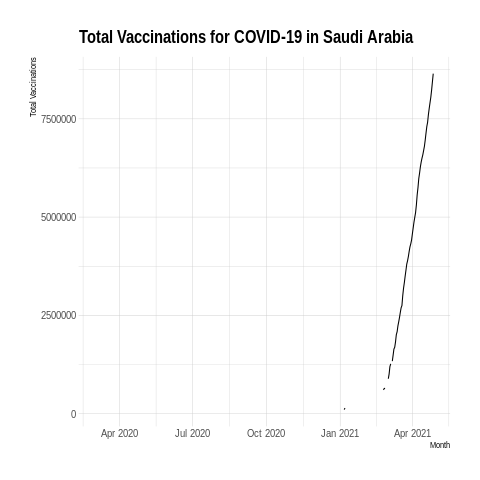 Total Vaccinations for COVID-19 in Saudi Arabia
Total Vaccinations
7500000
5000000
2500000
0
Apr 2020 Jul 2020 Oct 2020 Jan 2021 Apr 2021
Month